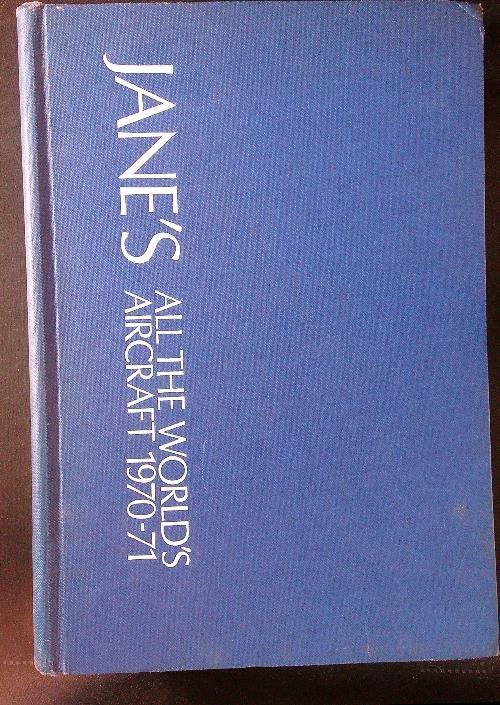 JANE'S
ALL THE WORLD'S
AIRCRAFT 1970-71